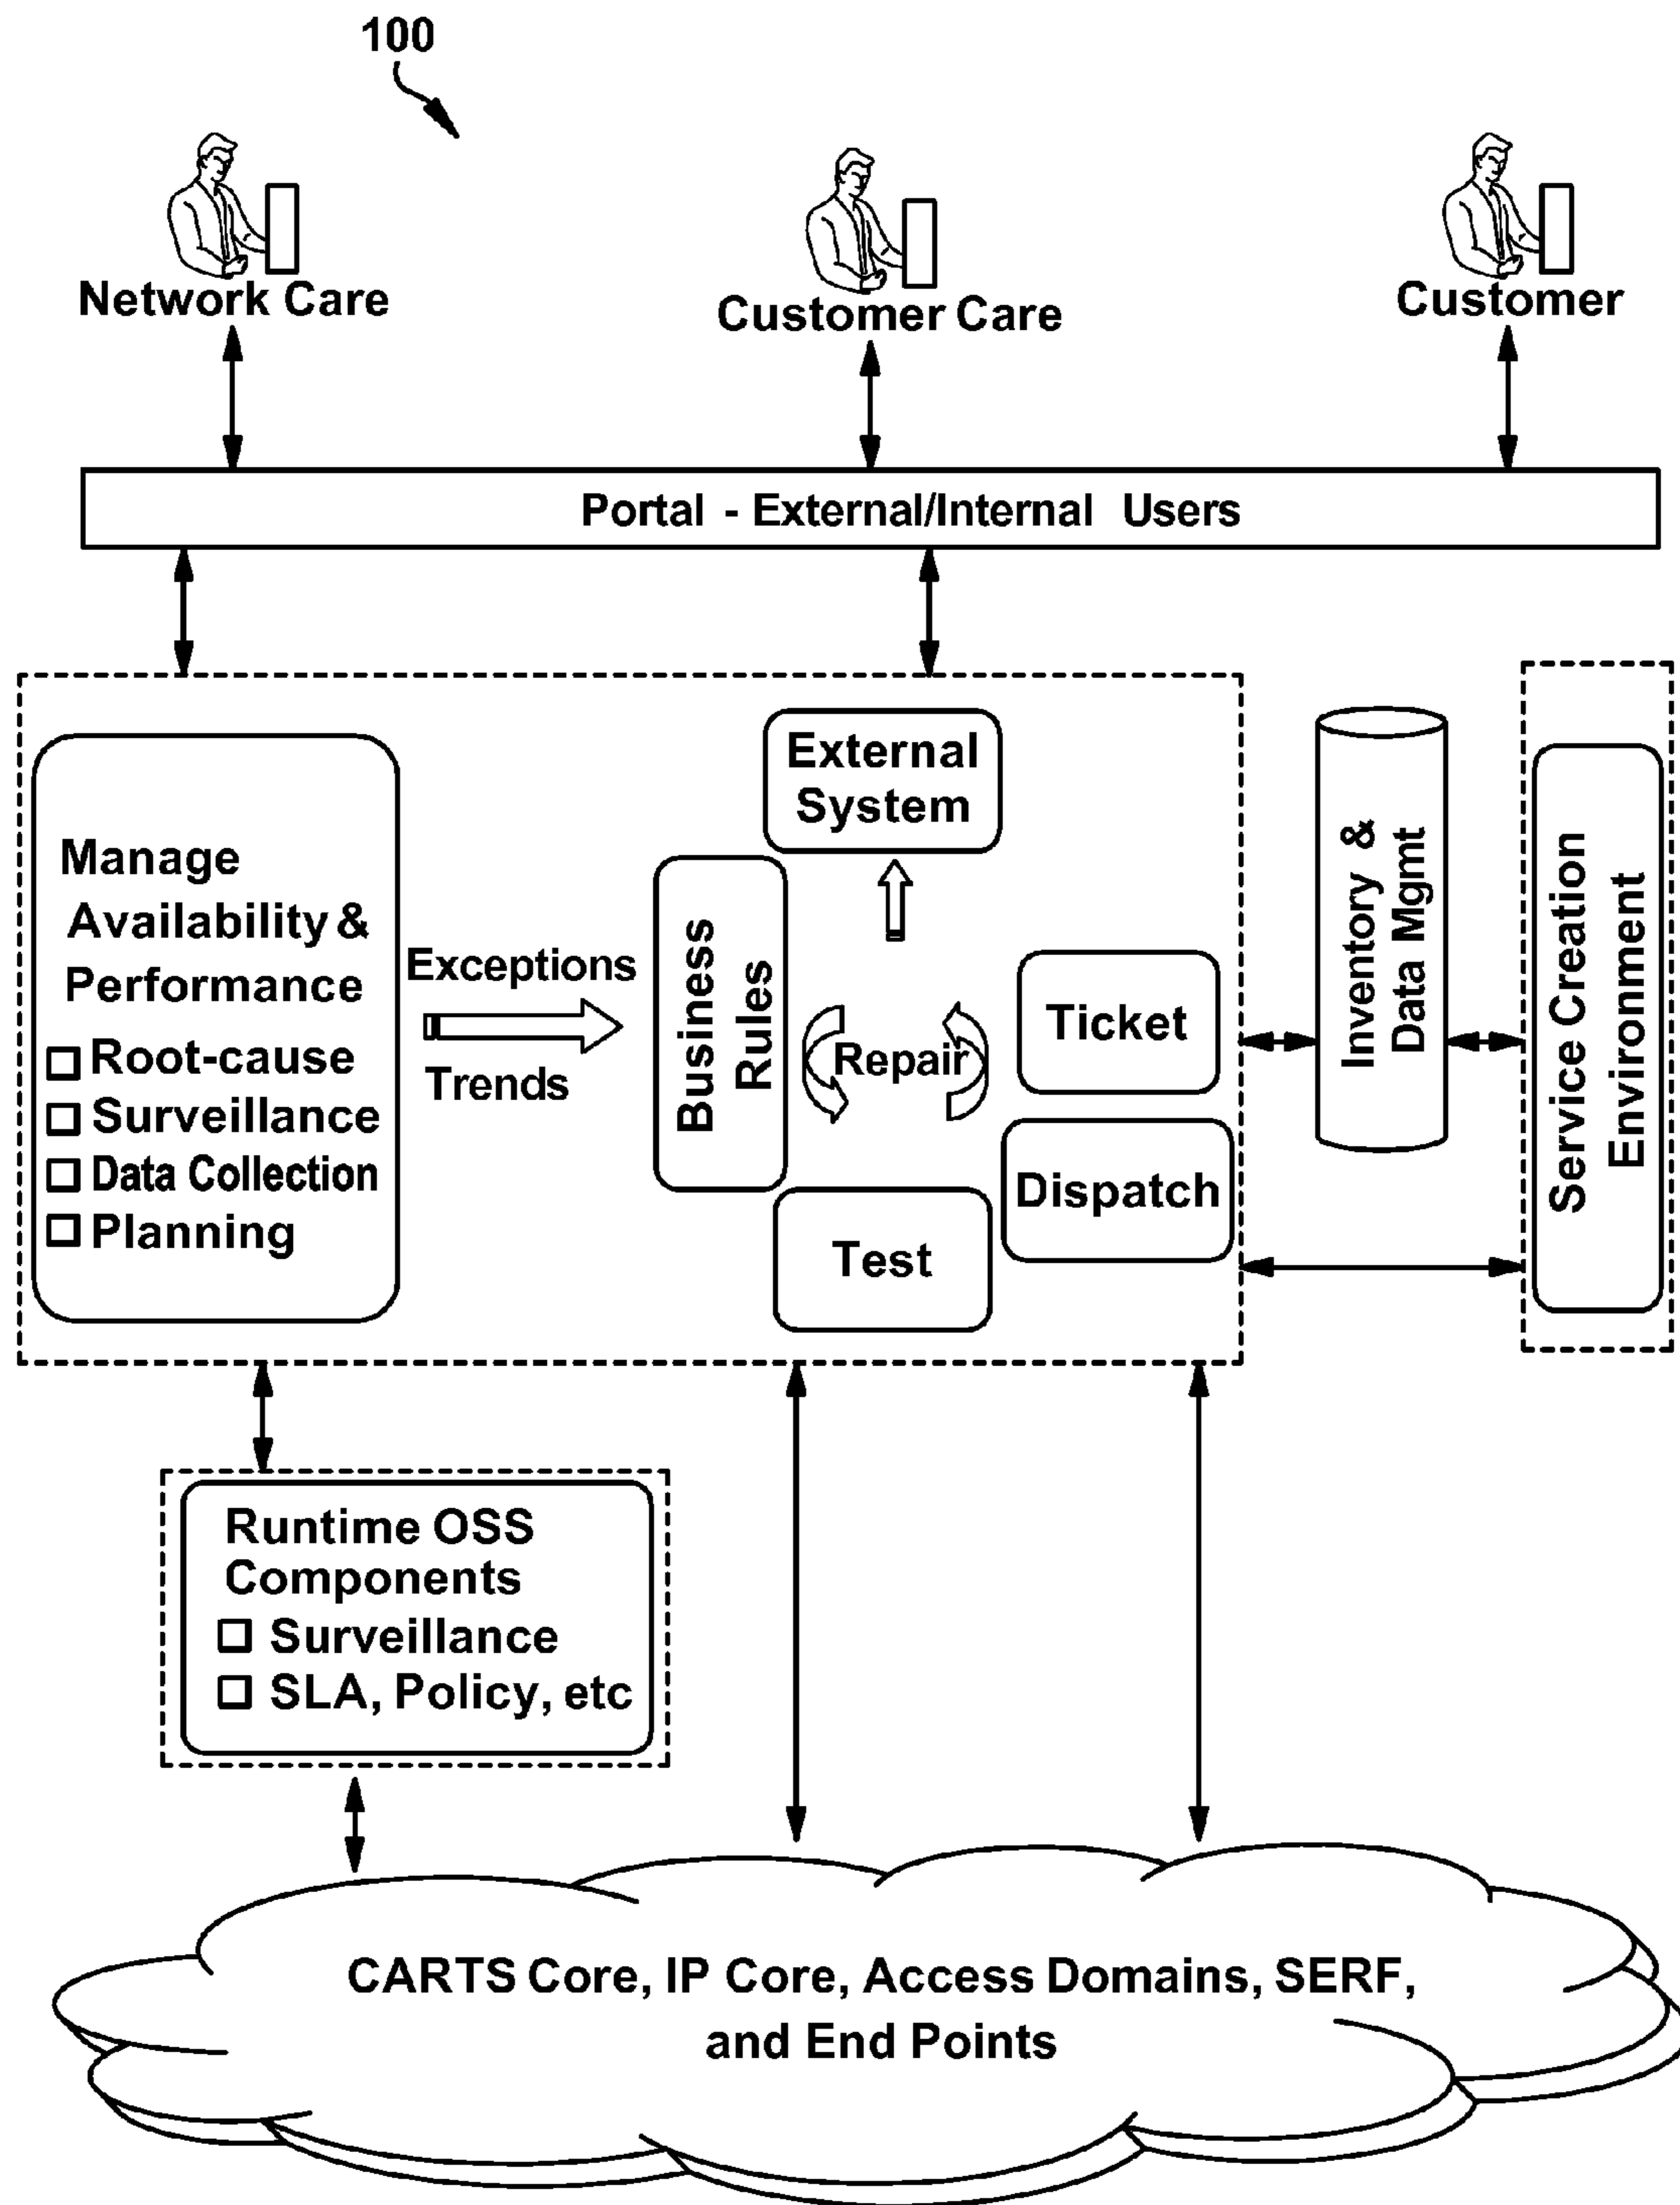 100
Network Care
Customer Care
Customer
Portal - External/Internal Users
Manage
Availability &
Performance
Root-cause
Surveillance
Data Collection
Planning
Exceptions
Trends
Business
Rules
External
System
Repair
Ticket
Dispatch
Test
Inventory &
Data Mgmt
Service Creation
Environment
Runtime OSS
Components
Surveillance
SLA, Policy, etc
CARTS Core, IP Core, Access Domains, SERF,
and End Points